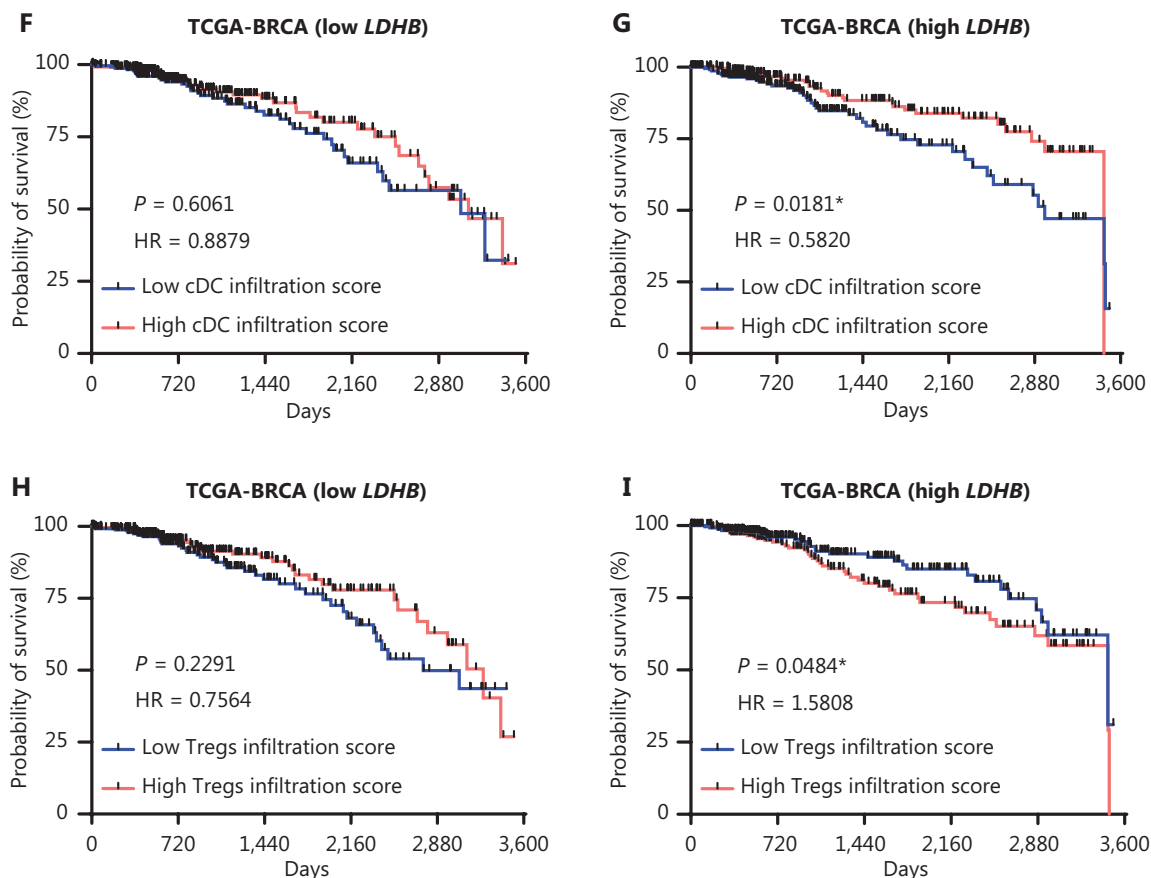 F
TCGA-BRCA (low LDHB)
Probability of survival (%)
100
75
50
25
0
P = 0.6061
HR = 0.8879
Low cDC infiltration score
High cDC infiltration score
0 720 1,440 2,160 2,880 3,600
Days
G
TCGA-BRCA (high LDHB)
Probability of survival (%)
100
75
50
25
0
P = 0.0181*
HR = 0.5820
Low cDC infiltration score
High cDC infiltration score
0 720 1,440 2,160 2,880 3,600
Days
H
TCGA-BRCA (low LDHB)
Probability of survival (%)
100
75
50
25
0
P = 0.2291
HR = 0.7564
Low Tregs infiltration score
High Tregs infiltration score
0 720 1,440 2,160 2,880 3,600
Days
I
TCGA-BRCA (high LDHB)
Probability of survival (%)
100
75
50
25
0
P = 0.0484*
HR = 1.5808
Low Tregs infiltration score
High Tregs infiltration score
0 720 1,440 2,160 2,880 3,600
Days